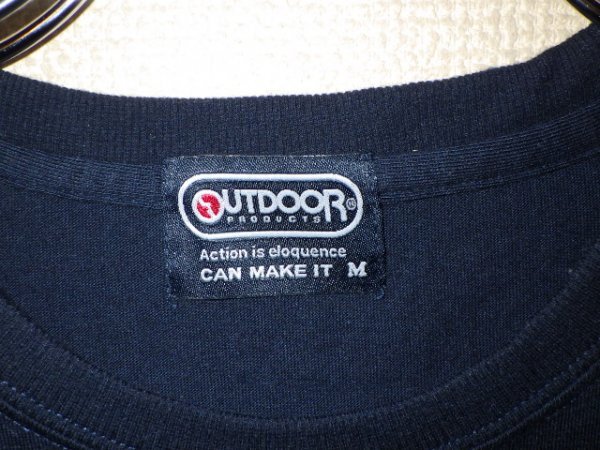 OUTDOOR®
PRODUCTS
Action is eloquence
CAN MAKE IT M